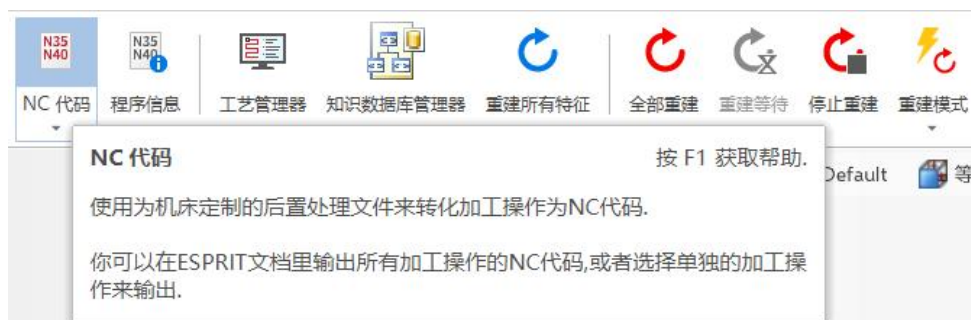 N35
N40
N35
N40
NC 代码
程序信息
工艺管理器
知识数据库管理器
重建所有特征
全部重建
重建等待
停止重建
重建模式
NC 代码
按 F1 获取帮助.
Default
等
使用为机床定制的后置处理文件来转化加工操作为NC代码.
你可以在ESPRIT文档里输出所有加工操作的NC代码,或者选择单独的加工操
作来输出.